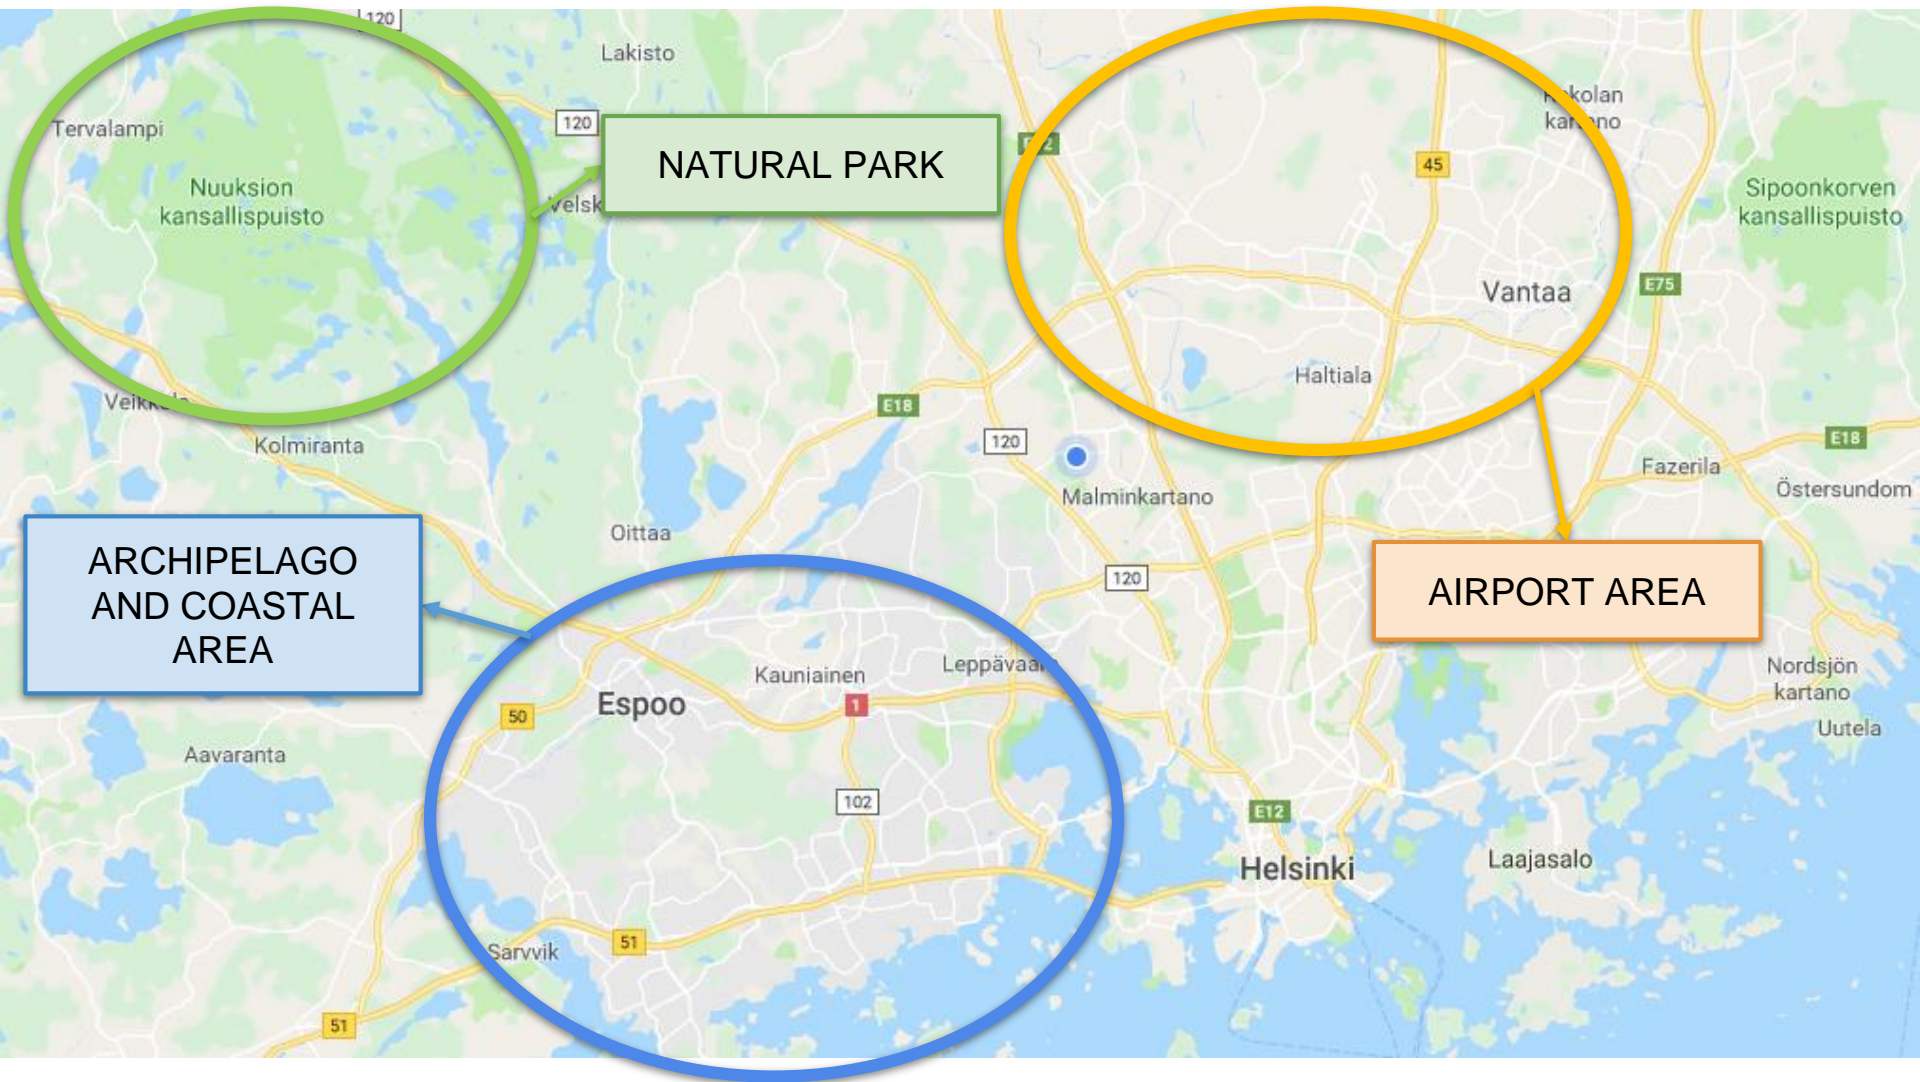 120
Lakisto
Tervalampi
120
NATURAL PARK
45
Nuuksion
kansallispuisto
Sipoonkorven
kansallispuisto
E75
Vantaa
Haltiala
E18
120
Kolmiranta
E18
Fazerila
Malminkartano
Östersundom
Oittaa
ARCHIPELAGO
AND COASTAL
AREA
120
AIRPORT AREA
Kauniainen
Nordsjön
kartano
Espoo
1
50
Uutela
Aavaranta
102
E12
Helsinki
Laajasalo
51
Sarvvik
51